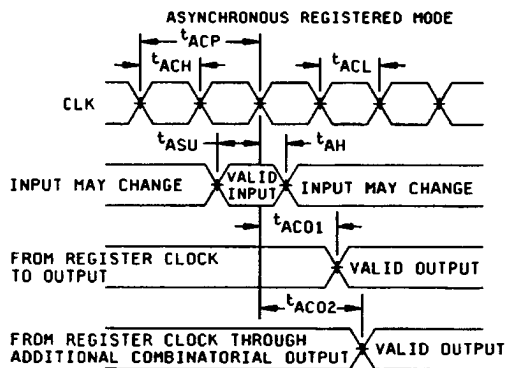 ASYNCHRONOUS REGISTERED MODE
tACP
tACH
tACL
CLK
tASU
tAH
INPUT MAY CHANGE
VALID
INPUT
INPUT MAY CHANGE
tACO1
FROM REGISTER CLOCK
TO OUTPUT
VALID OUTPUT
tACO2
FROM REGISTER CLOCK THROUGH
ADDITIONAL COMBINATORIAL OUTPUT
VALID OUTPUT